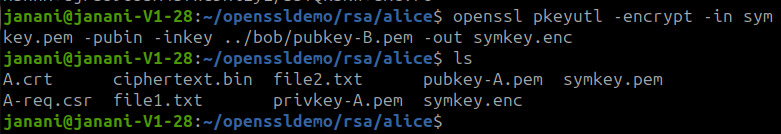 janani@janani-V1-28:~/openssldemo/rsa/alice$ openssl pkeyutl -encrypt -in sym
key.pem -pubin -inkey ../bob/pubkey-B.pem -out symkey.enc
janani@janani-V1-28:~/openssldemo/rsa/alice$ ls
A.crt ciphertext.bin file2.txt pubkey-A.pem symkey.pem
A-req.csr file1.txt privkey-A.pem symkey.enc
janani@janani-V1-28:~/openssldemo/rsa/alice$